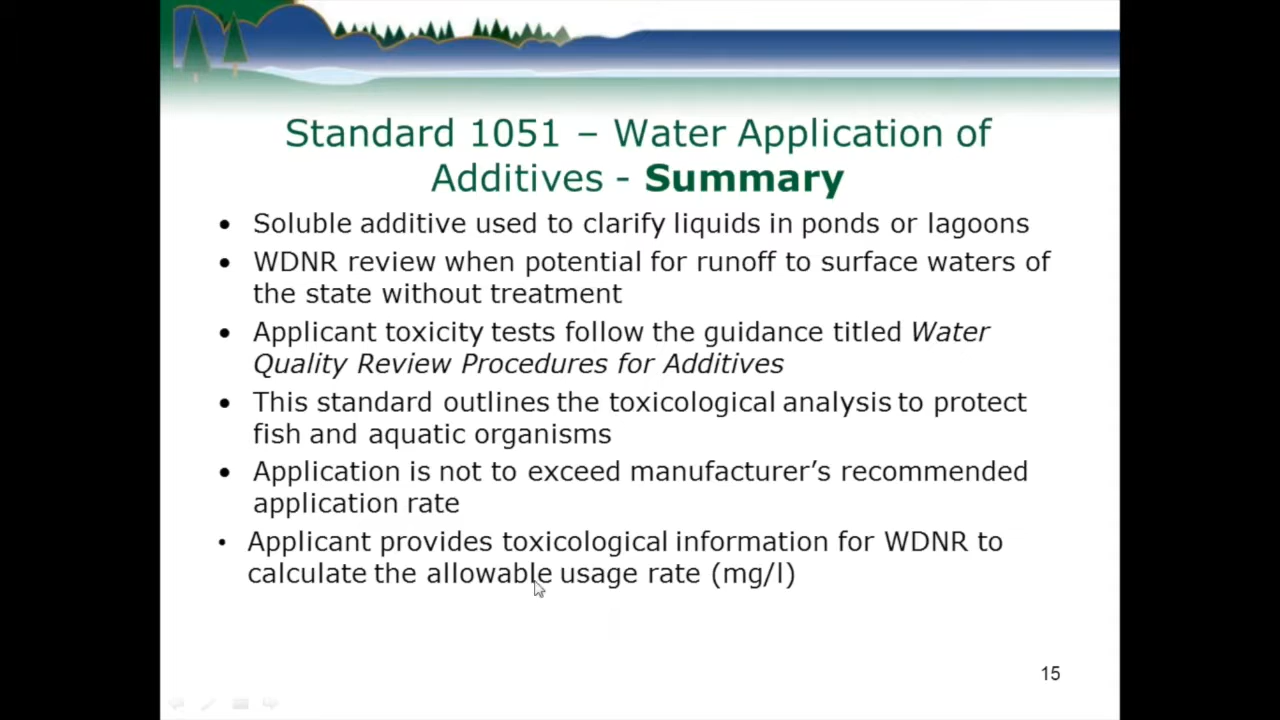 Standard 1051 – Water Application of
Additives - Summary
• Soluble additive used to clarify liquids in ponds or lagoons
• WDNR review when potential for runoff to surface waters of
the state without treatment
• Applicant toxicity tests follow the guidance titled Water
Quality Review Procedures for Additives
• This standard outlines the toxicological analysis to protect
fish and aquatic organisms
• Application is not to exceed manufacturer’s recommended
application rate
• Applicant provides toxicological information for WDNR to
calculate the allowable usage rate (mg/l)
15